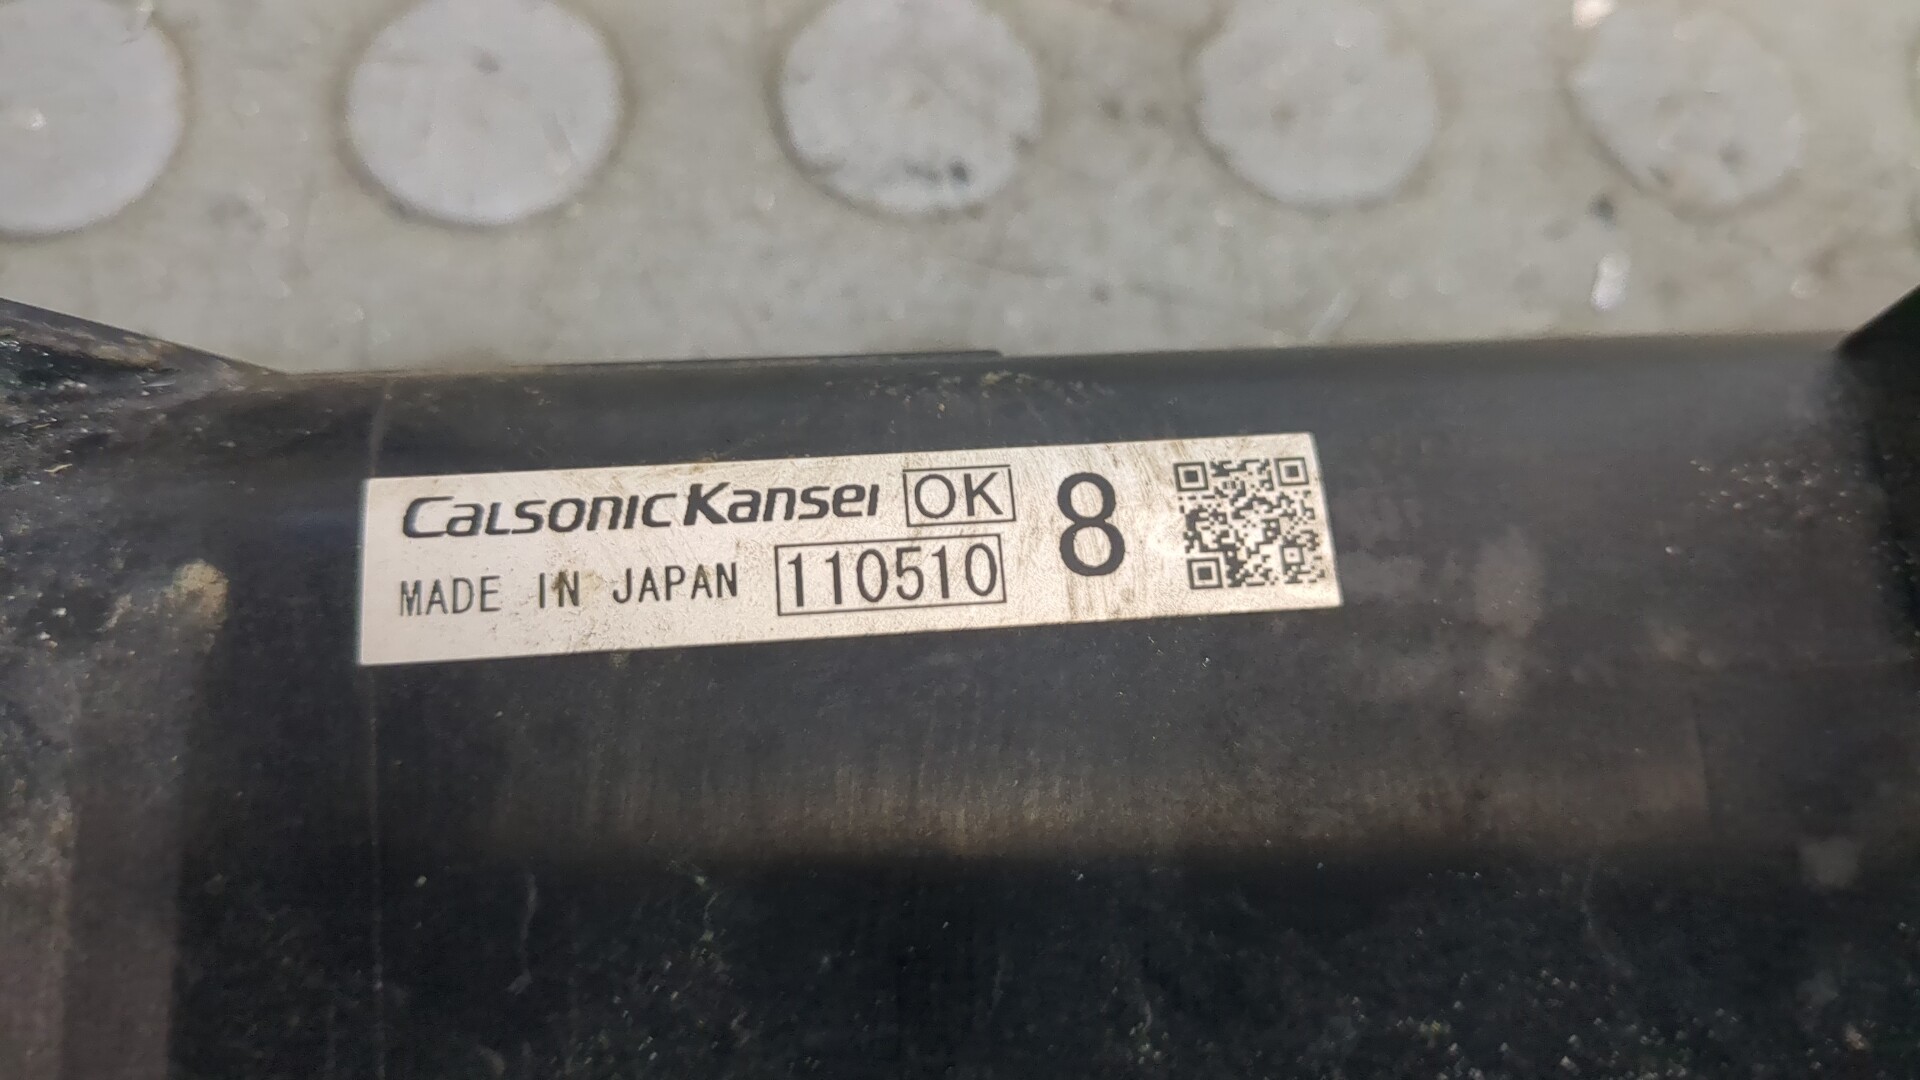 CalsonicKansei OK 8
MADE IN JAPAN 110510